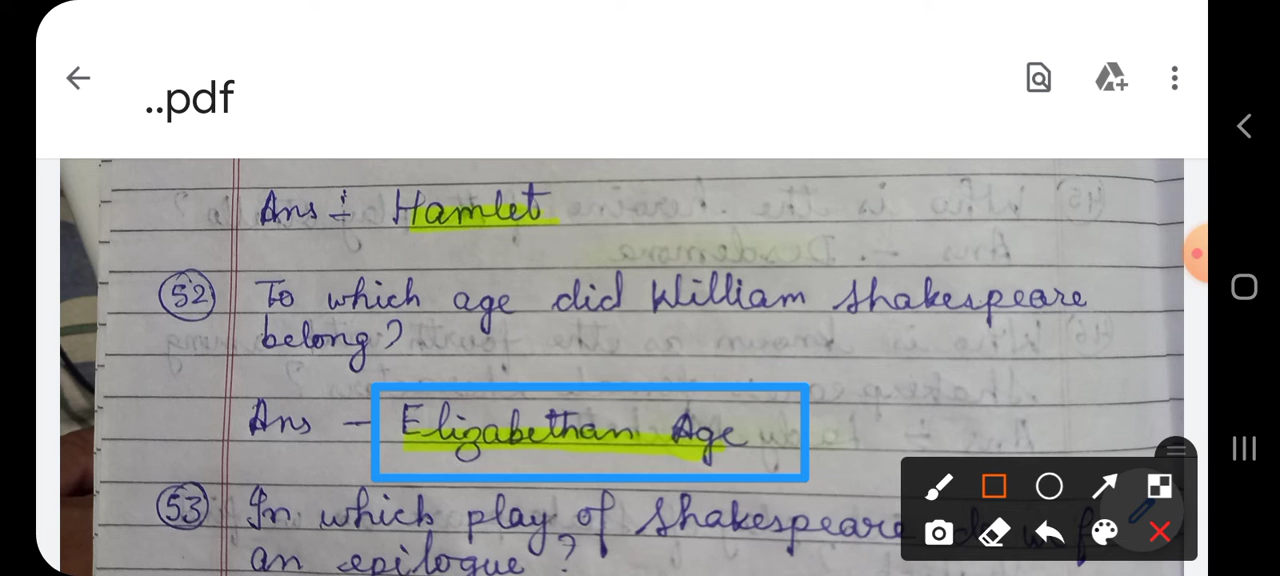 ..pdf
Ans ÷ Hamlet
52 To which age did William Shakespeare
belong?
Ans - Elizabethan Age
53 In which play of Shakespeare
an epilogue?